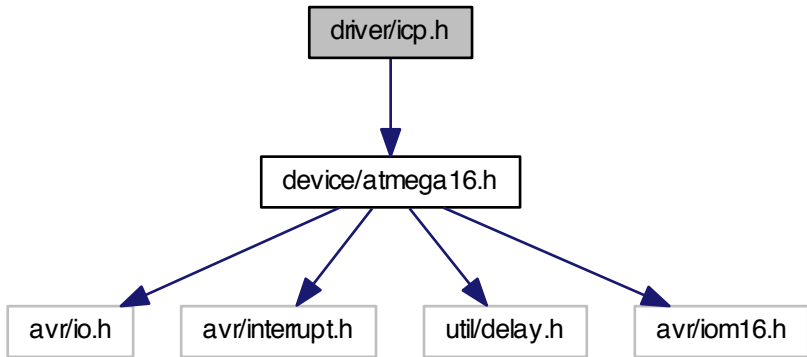 driver/icp.h
device/atmega16.h
avr/io.h
avr/interrupt.h
util/delay.h
avr/iom16.h